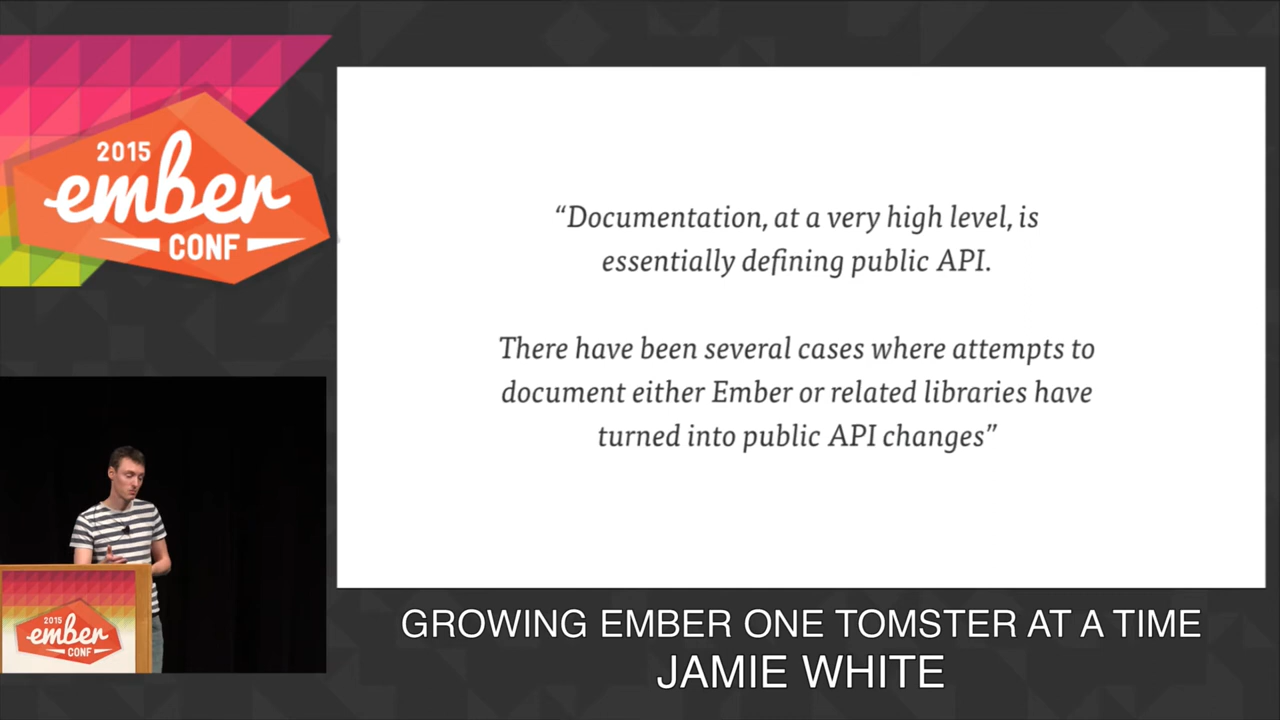 2015
ember
CONF
“Documentation, at a very high level, is
essentially defining public API.
There have been several cases where attempts to
document either Ember or related libraries have
turned into public API changes”
2015
ember
CONF
GROWING EMBER ONE TOMSTER AT A TIME
JAMIE WHITE